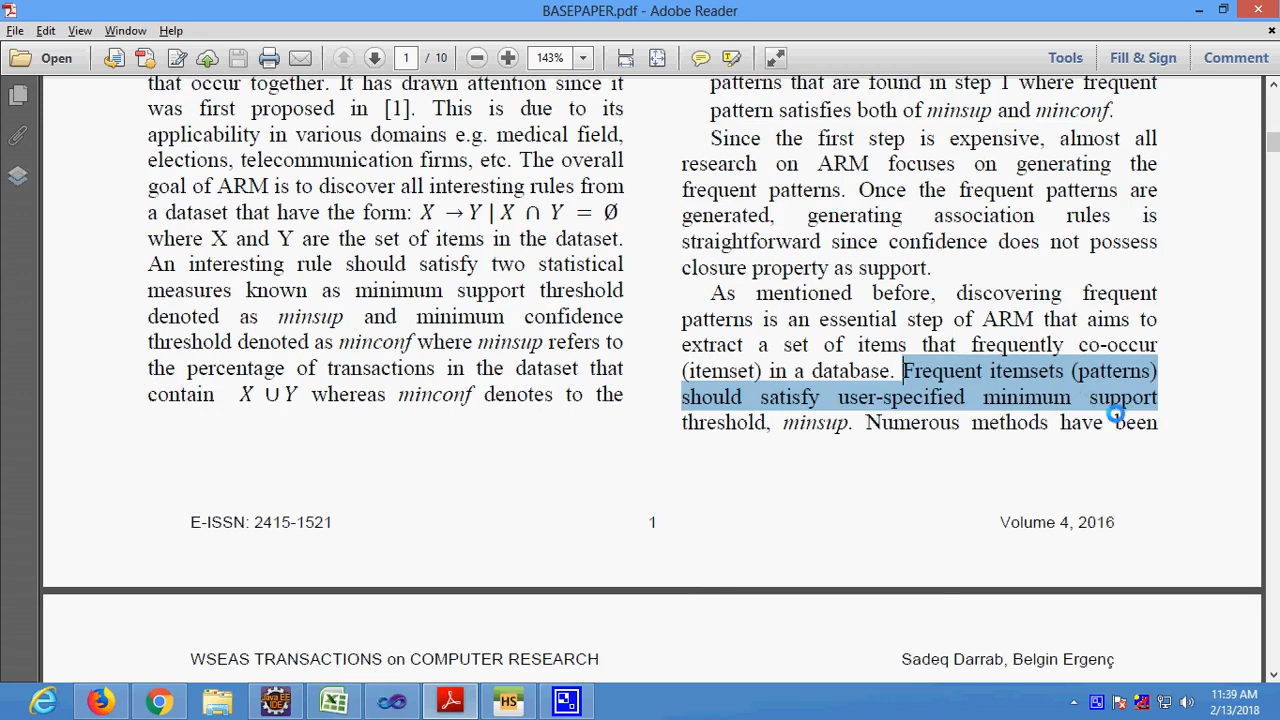 BASEPAPER.pdf - Adobe Reader
File Edit View Window Help
Open 1 / 10 143% Tools Fill & Sign Comment
that occur together. It has drawn attention since it
was first proposed in [1]. This is due to its
applicability in various domains e.g. medical field,
elections, telecommunication firms, etc. The overall
goal of ARM is to discover all interesting rules from
a dataset that have the form: X → Y | X ∩ Y = Ø
where X and Y are the set of items in the dataset.
An interesting rule should satisfy two statistical
measures known as minimum support threshold
denoted as minsup and minimum confidence
threshold denoted as minconf where minsup refers to
the percentage of transactions in the dataset that
contain X ∪ Y whereas minconf denotes to the
patterns that are found in step 1 where frequent
pattern satisfies both of minsup and minconf.
Since the first step is expensive, almost all
research on ARM focuses on generating the
frequent patterns. Once the frequent patterns are
generated, generating association rules is
straightforward since confidence does not possess
closure property as support.
As mentioned before, discovering frequent
patterns is an essential step of ARM that aims to
extract a set of items that frequently co-occur
(itemset) in a database. Frequent itemsets (patterns)
should satisfy user-specified minimum support
threshold, minsup. Numerous methods have been
E-ISSN: 2415-1521 1 Volume 4, 2016
WSEAS TRANSACTIONS on COMPUTER RESEARCH Sadeq Darrab, Belgin Ergenç
Java EE
IDE
HS
11:39 AM
2/13/2018